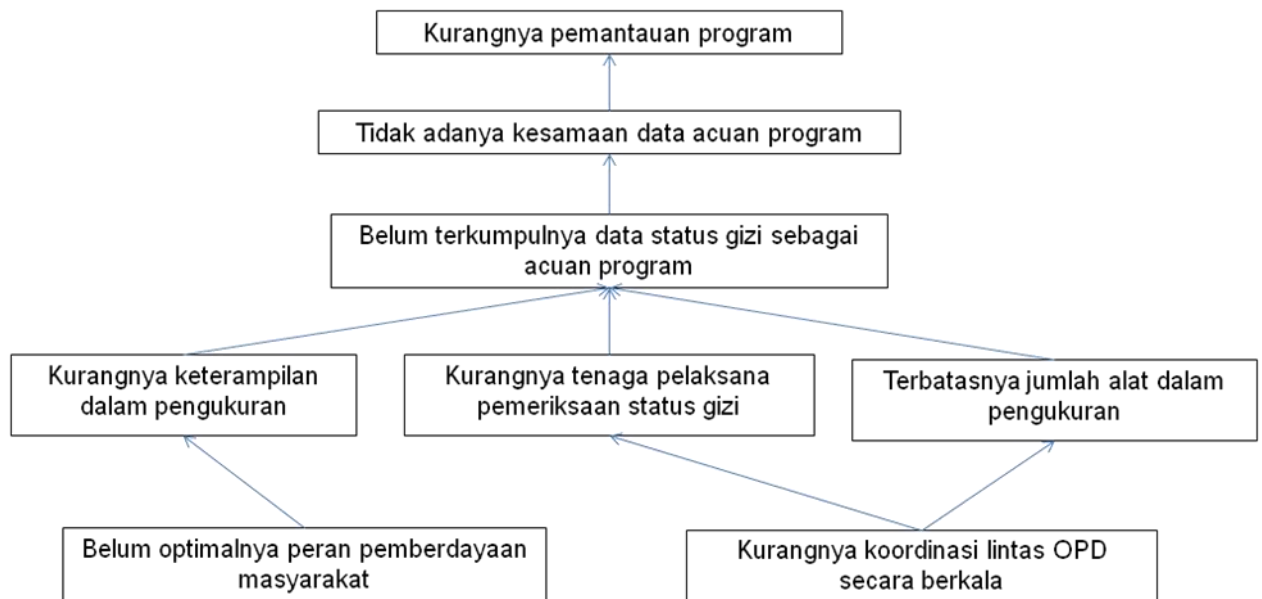 Kurangnya pemantauan program
Tidak adanya kesamaan data acuan program
Belum terkumpulnya data status gizi sebagai
acuan program
Kurangnya keterampilan
dalam pengukuran
Kurangnya tenaga pelaksana
pemeriksaan status gizi
Terbatasnya jumlah alat dalam
pengukuran
Belum optimalnya peran pemberdayaan
masyarakat
Kurangnya koordinasi lintas OPD
secara berkala